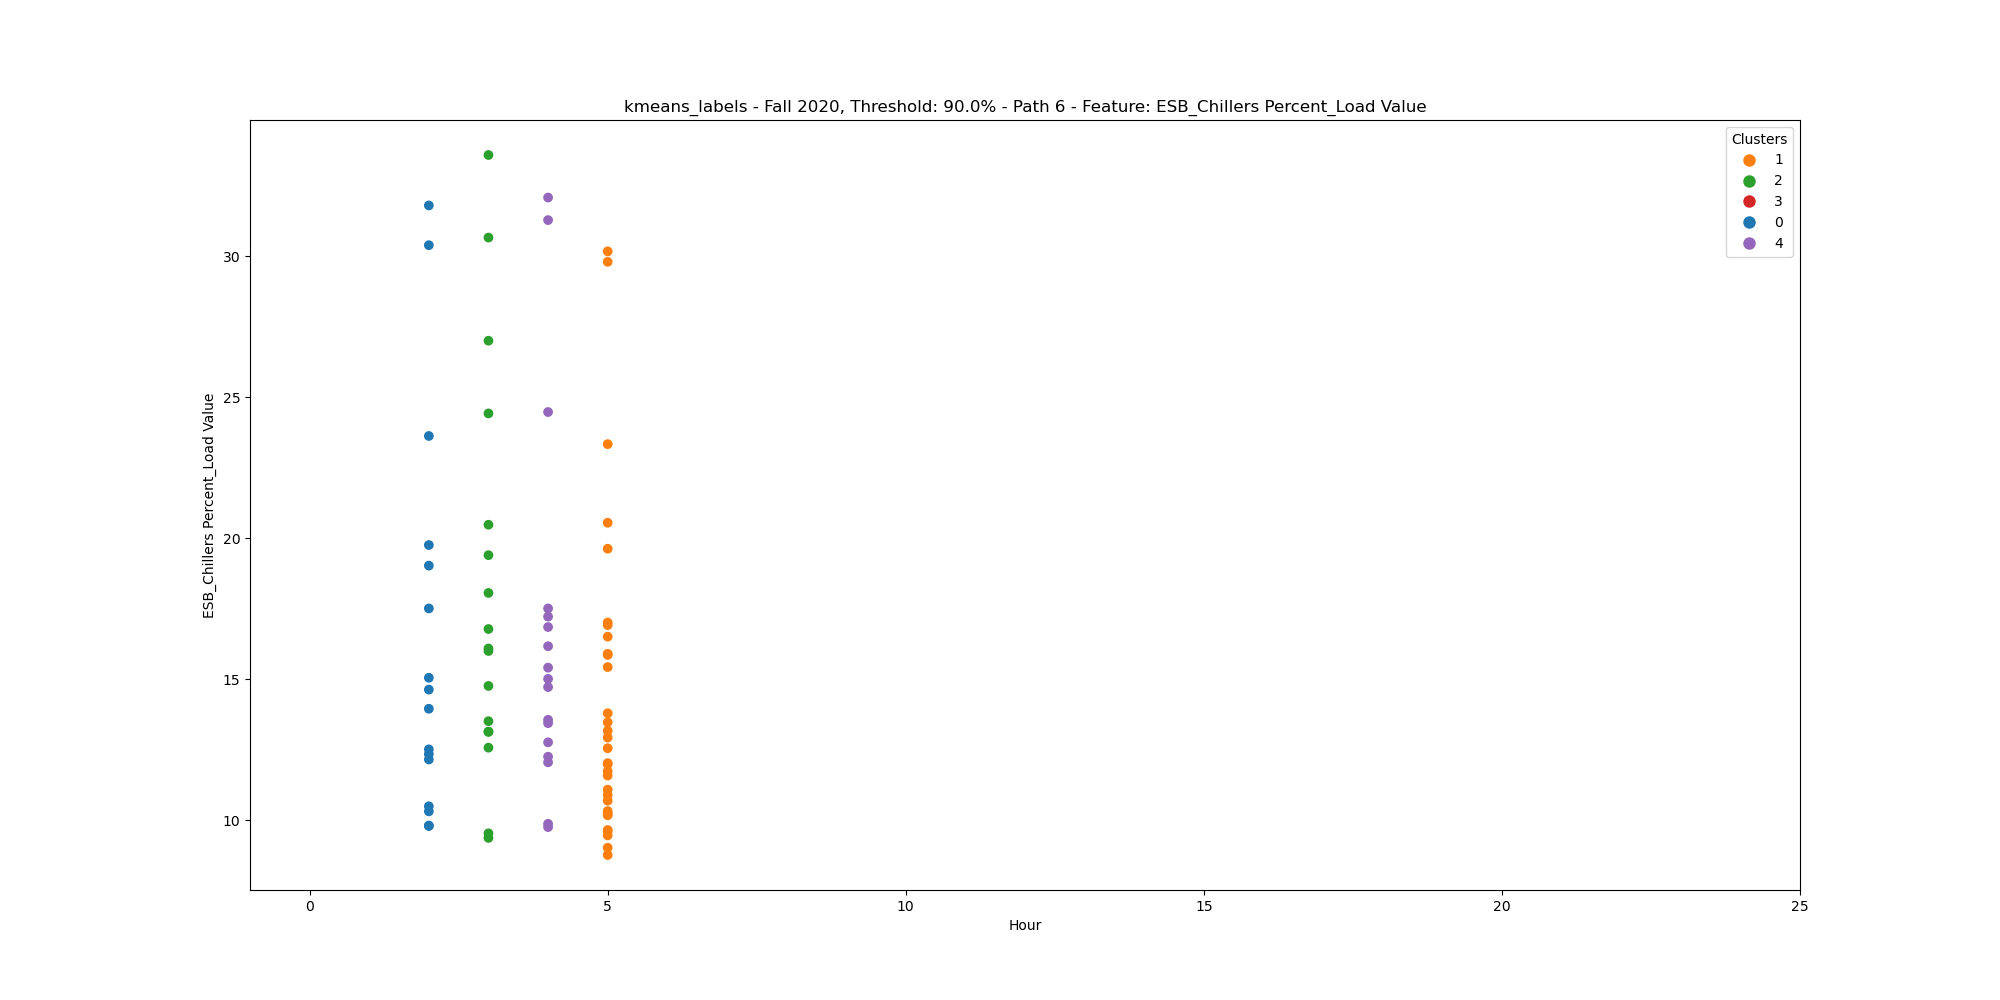 kmeans_labels - Fall 2020, Threshold: 90.0% - Path 6 - Feature: ESB_Chillers Percent_Load Value
Clusters
1
2
3
0
4
30
25
20
15
10
ESB_Chillers Percent_Load Value
0 5 10 15 20 25
Hour